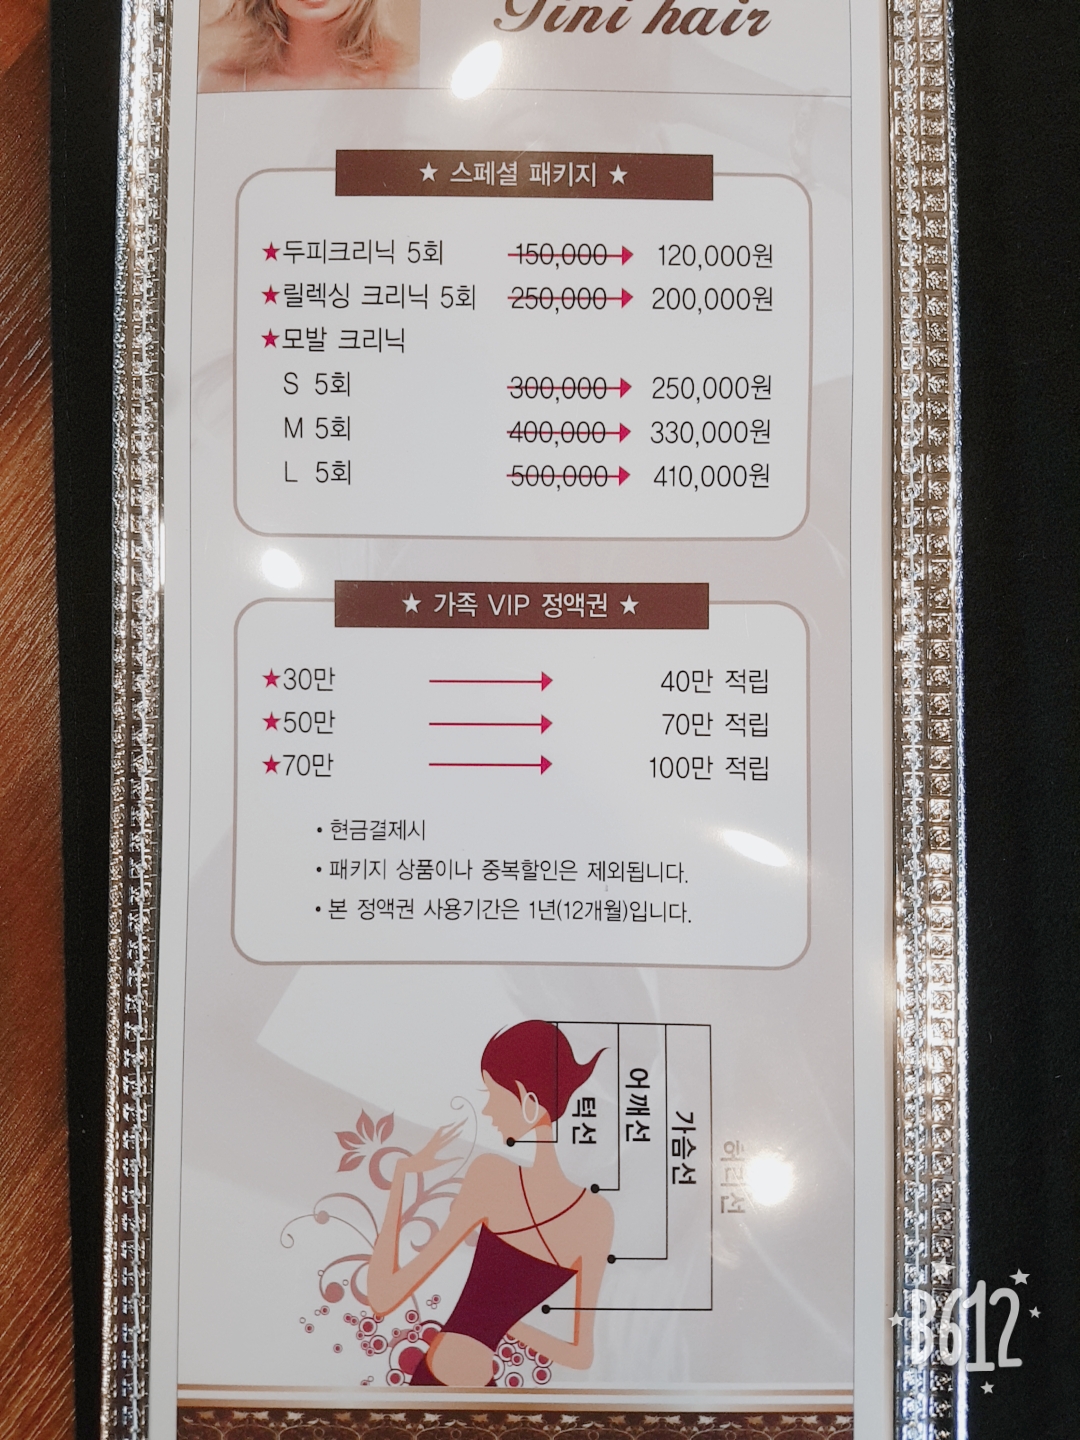 Jini hair
★ 스페셜 패키지 ★
★두피크리닉 5회 150,000 120,000원
★릴렉싱 크리닉 5회 250,000 200,000원
★모발 크리닉
S 5회 300,000 250,000원
M 5회 400,000 330,000원
L 5회 500,000 410,000원
★ 가족 VIP 정액권 ★
★30만 40만 적립
★50만 70만 적립
★70만 100만 적립
• 현금결제시
• 패키지 상품이나 중복할인은 제외됩니다.
• 본 정액권 사용기간은 1년(12개월)입니다.
턱선
어깨선
가슴선
허리선
B612